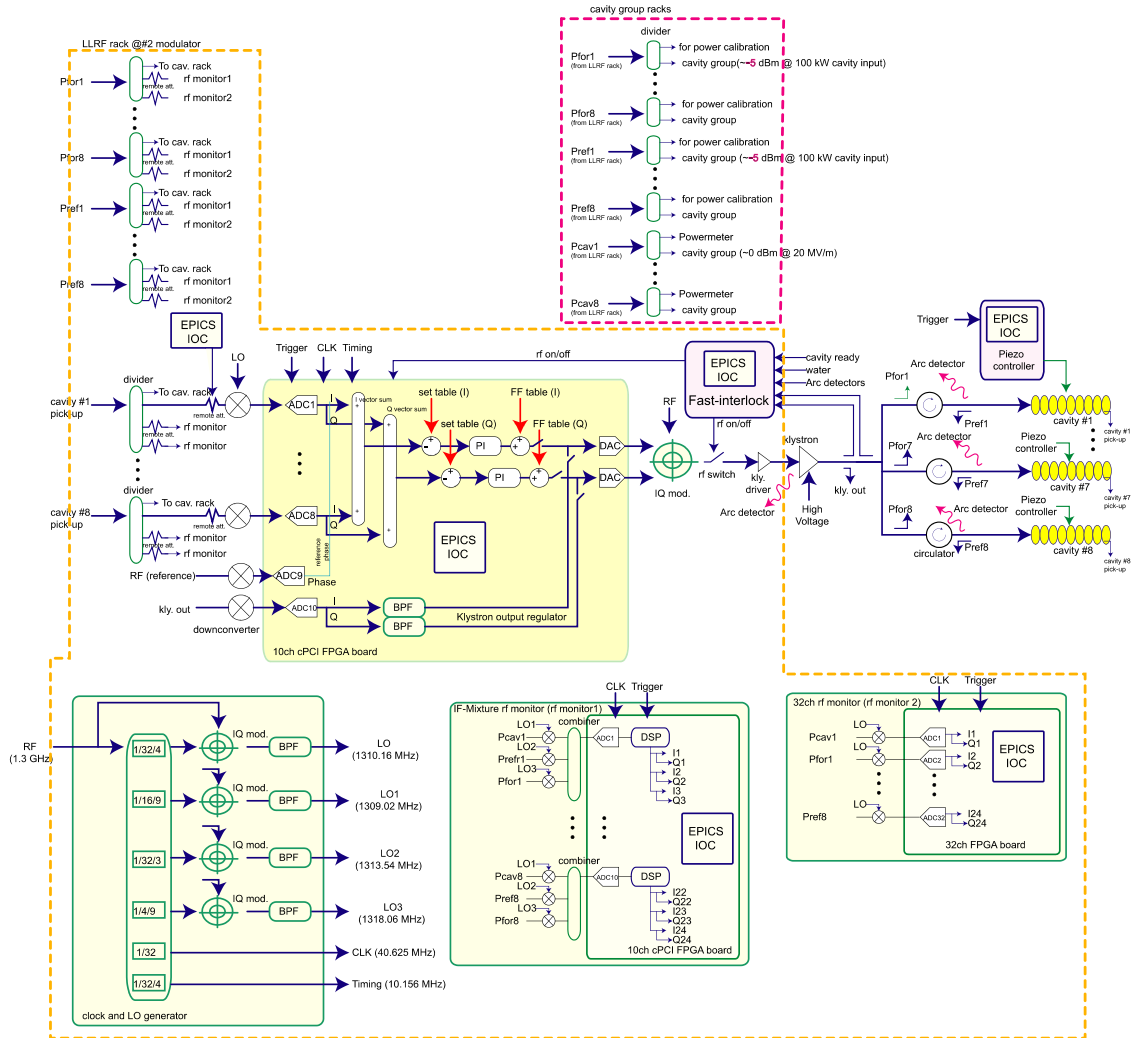 cavity group racks
LLRF rack @#2 modulator
Pfor1
To cav. rack
rf monitor1
remote att.
rf monitor2
Pfor8
To cav. rack
rf monitor1
remote att.
rf monitor2
Pref1
To cav. rack
rf monitor1
remote att.
rf monitor2
Pref8
To cav. rack
rf monitor1
remote att.
rf monitor2
divider
Pfor1
(from LLRF rack)
for power calibration
cavity group(~-5 dBm @ 100 kW cavity input)
Pfor8
(from LLRF rack)
for power calibration
cavity group
Pref1
(from LLRF rack)
for power calibration
cavity group (~-5 dBm @ 100 kW cavity input)
Pref8
(from LLRF rack)
for power calibration
cavity group
Pcav1
(from LLRF rack)
Powermeter
cavity group (~0 dBm @ 20 MV/m)
Pcav8
(from LLRF rack)
Powermeter
cavity group
EPICS
IOC
LO
Trigger
CLK
Timing
divider
To cav. rack
cavity #1
pick-up
remote att.
rf monitor
rf monitor
divider
To cav. rack
cavity #8
pick-up
remote att.
rf monitor
remote att.
rf monitor
RF (reference)
kly. out
downconverter
ADC1
I
Q
ADC8
I
Q
ADC9
Phase
reference
phase
ADC10
I
Q
I vector sum
Q vector sum
set table (I)
set table (Q)
FF table (I)
FF table (Q)
PI
PI
DAC
DAC
EPICS
IOC
BPF
BPF
Klystron output regulator
10ch cPCI FPGA board
rf on/off
EPICS
IOC
Fast-interlock
cavity ready
water
Arc detectors
rf on/off
RF
IQ mod.
rf switch
kly.
driver
Arc detector
klystron
High
Voltage
kly. out
Trigger
EPICS
IOC
Piezo
controller
Pfor1
Arc detector
Pref1
cavity #1
cavity #1
pick-up
Pfor7
Arc detector
Pref7
Piezo
controller
cavity #7
cavity #7
pick-up
Pfor8
Arc detector
circulator
Pref8
Piezo
controller
cavity #8
cavity #8
pick-up
RF
(1.3 GHz)
1/32/4
IQ mod.
BPF
LO
(1310.16 MHz)
1/16/9
IQ mod.
BPF
LO1
(1309.02 MHz)
1/32/3
IQ mod.
BPF
LO2
(1313.54 MHz)
1/4/9
IQ mod.
BPF
LO3
(1318.06 MHz)
1/32
CLK (40.625 MHz)
1/32/4
Timing (10.156 MHz)
clock and LO generator
CLK
Trigger
IF-Mixture rf monitor (rf monitor1)
combiner
LO1
Pcav1
LO2
Prefr1
LO3
Pfor1
ADC1
DSP
I1
Q1
I2
Q2
I3
Q3
EPICS
IOC
combiner
LO1
Pcav8
LO2
Pref8
LO3
Pfor8
ADC10
DSP
I22
Q22
I23
Q23
I24
Q24
10ch cPCI FPGA board
CLK
Trigger
32ch rf monitor (rf monitor 2)
LO
Pcav1
ADC1
I1
Q1
LO
Pfor1
ADC2
I2
Q2
EPICS
IOC
LO
Pref8
ADC32
I24
Q24
32ch FPGA board